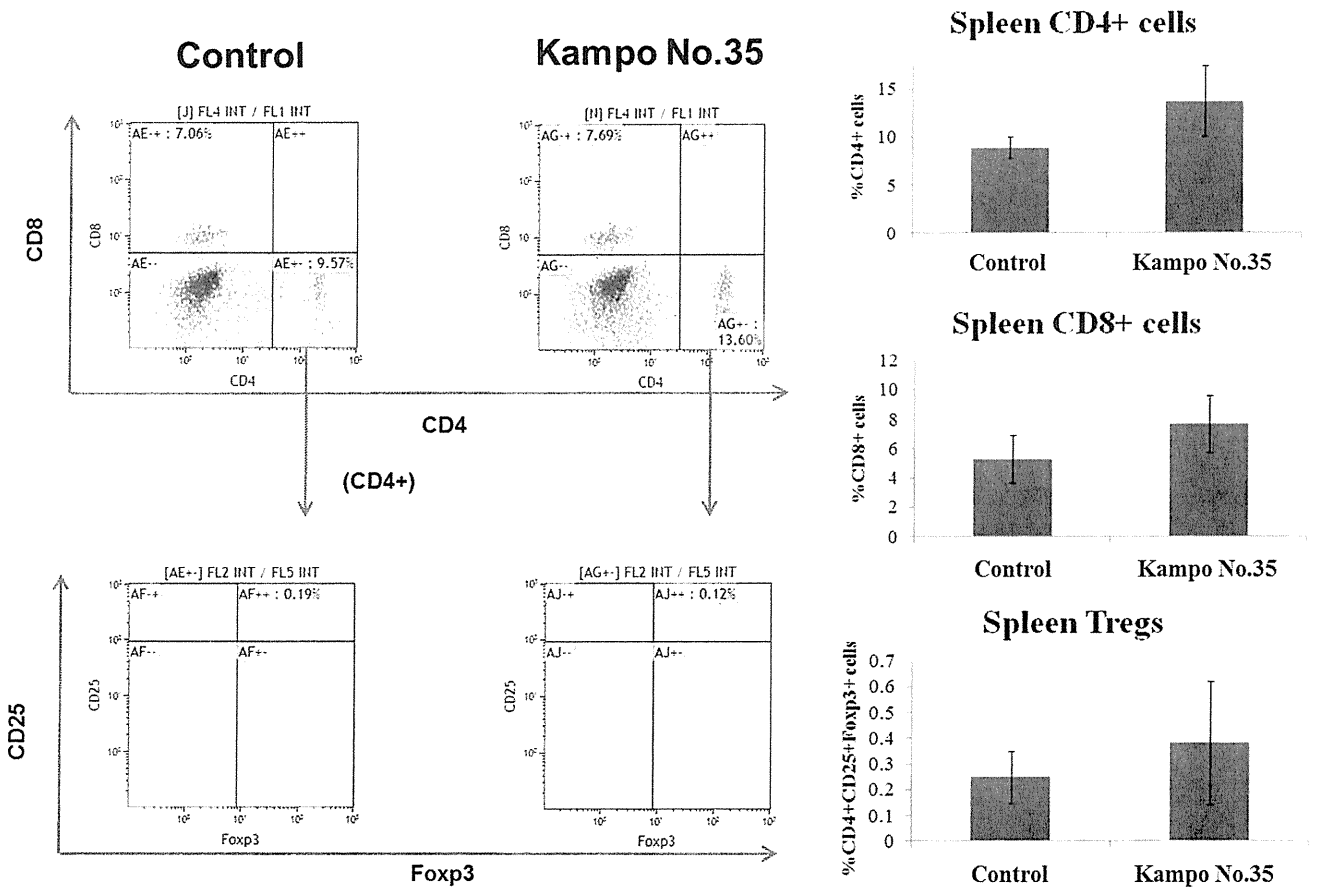 Control
Kampo No.35
[J] FL4 INT / FL1 INT
AE-+ : 7.06%
AE++
AE--
AE+- : 9.57%
CD8
CD4
[N] FL4 INT / FL1 INT
AG-+ : 7.69%
AG++
AG--
AG+- :
13.60%
CD8
CD4
CD8
CD4
(CD4+)
[AE+-] FL2 INT / FL5 INT
AF-+
AF++ : 0.19%
AF--
AF+-
CD25
Foxp3
[AG+-] FL2 INT / FL5 INT
AJ-+
AJ++ : 0.12%
AJ--
AJ+-
CD25
Foxp3
CD25
Foxp3
Spleen CD4+ cells
%CD4+ cells
15
10
5
0
Control
Kampo No.35
Spleen CD8+ cells
%CD8+ cells
12
10
8
6
4
2
0
Control
Kampo No.35
Spleen Tregs
%CD4+CD25+Foxp3+ cells
0.7
0.6
0.5
0.4
0.3
0.2
0.1
0
Control
Kampo No.35